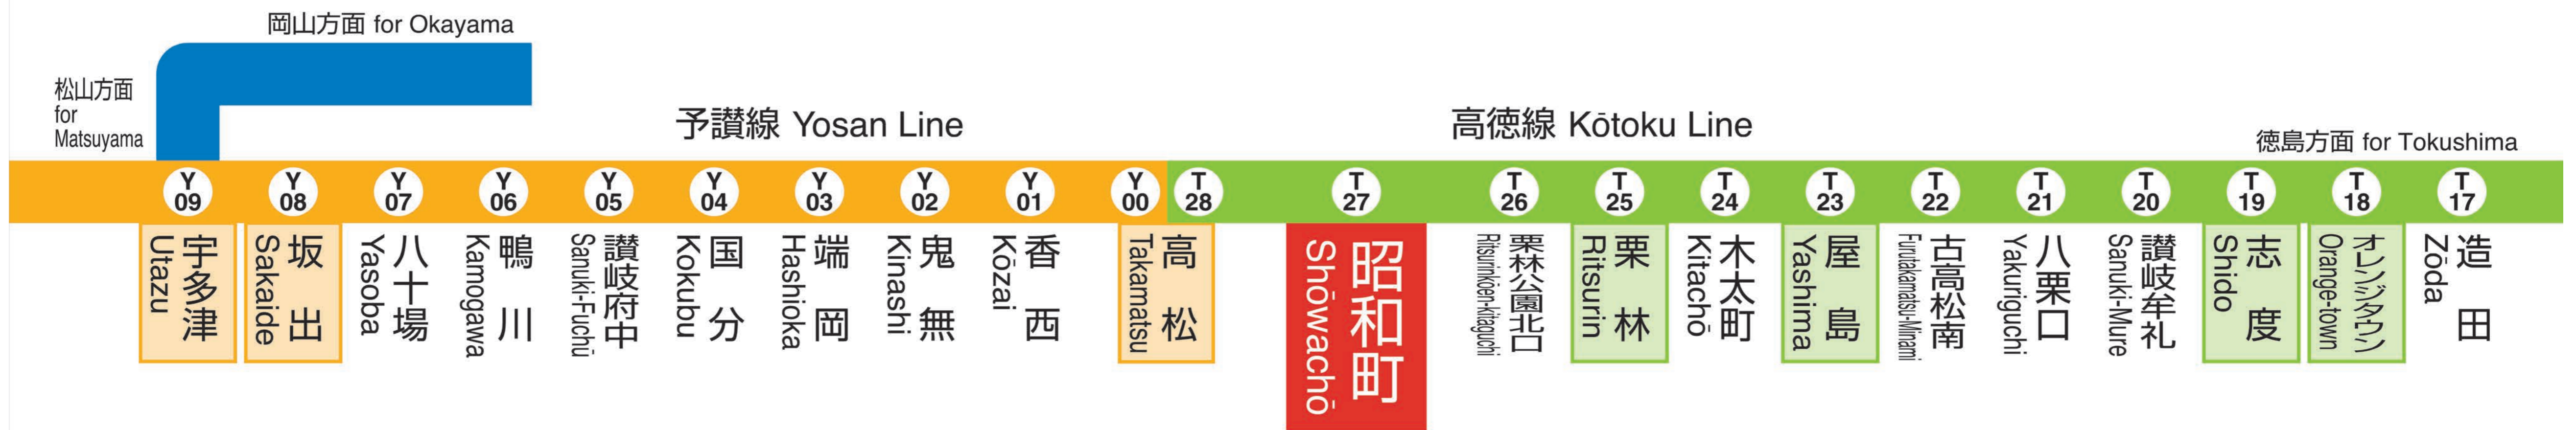 岡山方面 for Okayama
松山方面
for
Matsuyama
予讃線 Yosan Line
高徳線 Kōtoku Line
徳島方面 for Tokushima
Y
09
宇多津
Utazu
Y
08
坂出
Sakaide
Y
07
八十場
Yasoba
Y
06
鴨川
Kamogawa
Y
05
讃岐府中
Sanuki-Fuchū
Y
04
国分
Kokubu
Y
03
端岡
Hashioka
Y
02
鬼無
Kinashi
Y
01
香西
Kōzai
Y
00
T
28
高松
Takamatsu
T
27
昭和町
Shōwachō
T
26
栗林公園北口
Ritsurinkōen-kitaguchi
T
25
栗林
Ritsurin
T
24
木太町
Kitachō
T
23
屋島
Yashima
T
22
古高松南
Furutakamatsu-Minami
T
21
八栗口
Yakuriguchi
T
20
讃岐牟礼
Sanuki-Mure
T
19
志度
Shido
T
18
オレンジタウン
Orange-town
T
17
造田
Zōda